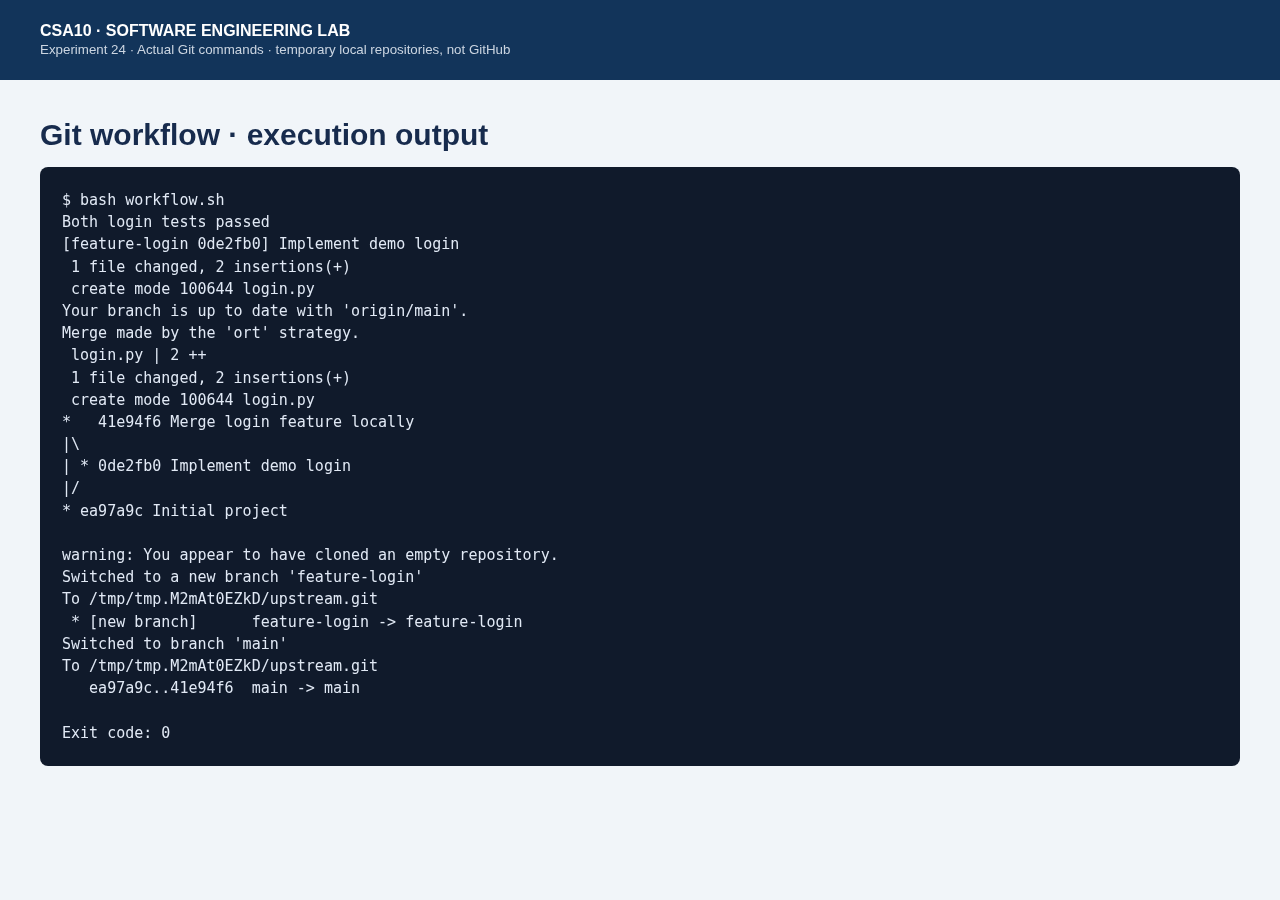 CSA10 · SOFTWARE ENGINEERING LAB
Experiment 24 · Actual Git commands · temporary local repositories, not GitHub
Git workflow · execution output
$ bash workflow.sh
Both login tests passed
[feature-login 0de2fb0] Implement demo login
 1 file changed, 2 insertions(+)
 create mode 100644 login.py
Your branch is up to date with 'origin/main'.
Merge made by the 'ort' strategy.
 login.py | 2 ++
 1 file changed, 2 insertions(+)
 create mode 100644 login.py
*   41e94f6 Merge login feature locally
|\
| * 0de2fb0 Implement demo login
|/
* ea97a9c Initial project

warning: You appear to have cloned an empty repository.
Switched to a new branch 'feature-login'
To /tmp/tmp.M2mAt0EZkD/upstream.git
 * [new branch]      feature-login -> feature-login
Switched to branch 'main'
To /tmp/tmp.M2mAt0EZkD/upstream.git
   ea97a9c..41e94f6  main -> main

Exit code: 0